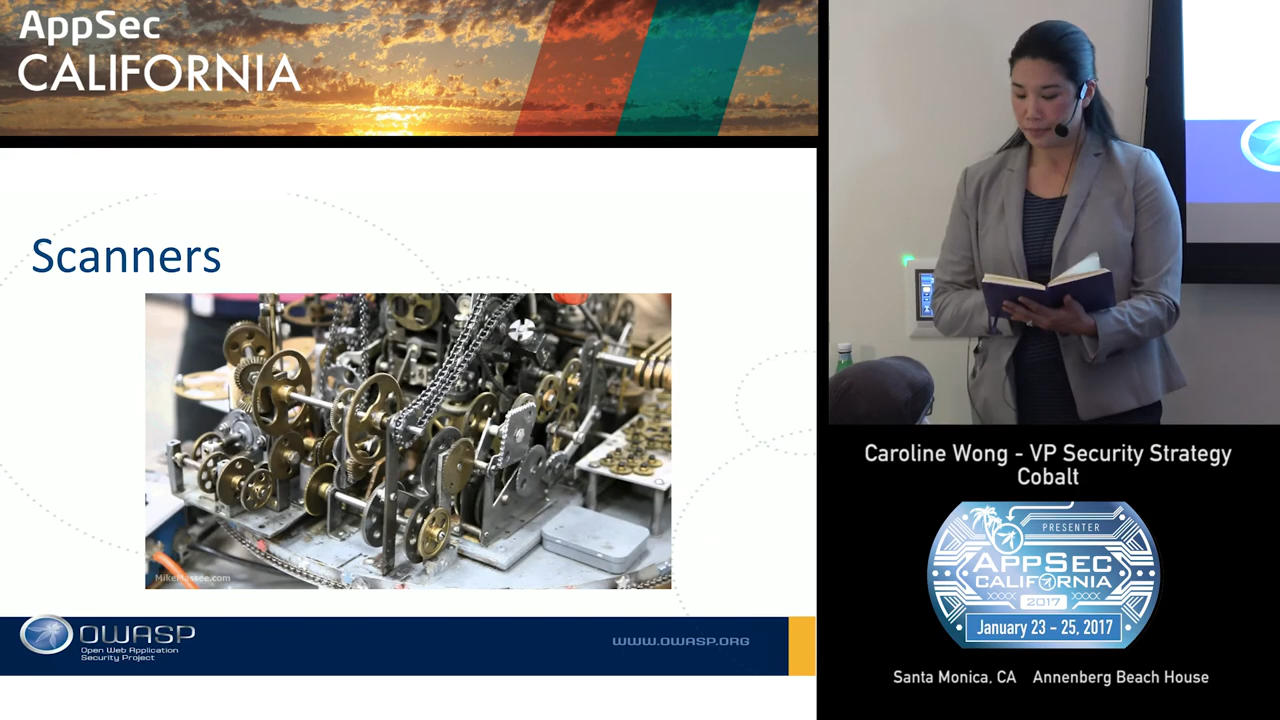 AppSec
CALIFORNIA
Scanners
MikeMassee.com
OWASP
Open Web Application
Security Project
WWW.OWASP.ORG
Caroline Wong - VP Security Strategy
Cobalt
PRESENTER
APPSEC
CALIFORNIA
2017
January 23 - 25, 2017
Santa Monica, CA Annenberg Beach House